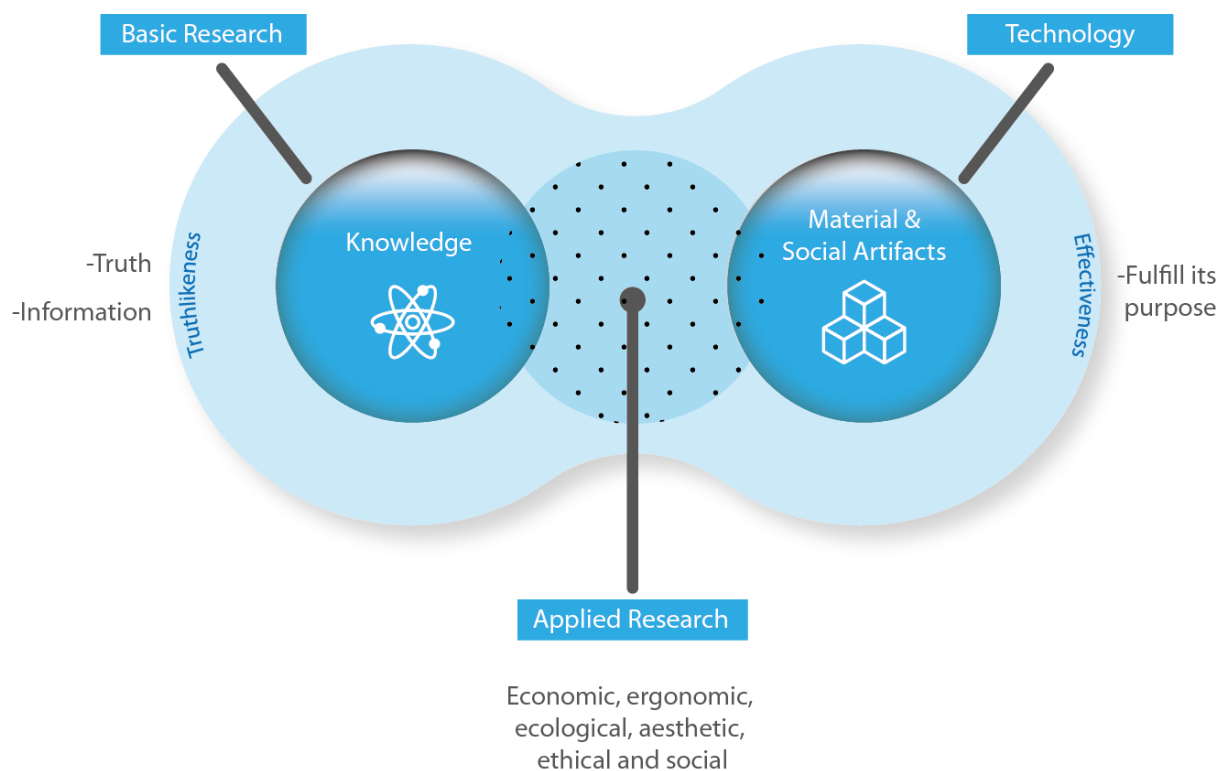 Basic Research
Technology
Knowledge
Material &
Social Artifacts
Truthlikeness
Effectiveness
-Truth
-Information
-Fulfill its
purpose
Applied Research
Economic, ergonomic,
ecological, aesthetic,
ethical and social